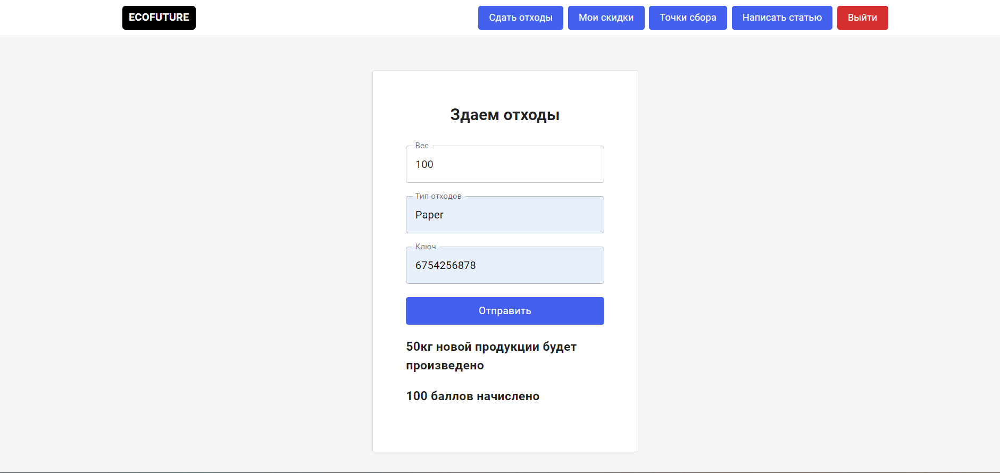 ECOFUTURE
Сдать отходы
Мои скидки
Точки сбора
Написать статью
Выйти
Здаем отходы
Вес
100
Тип отходов
Paper
Ключ
6754256878
Отправить
50кг новой продукции будет
произведено
100 баллов начислено